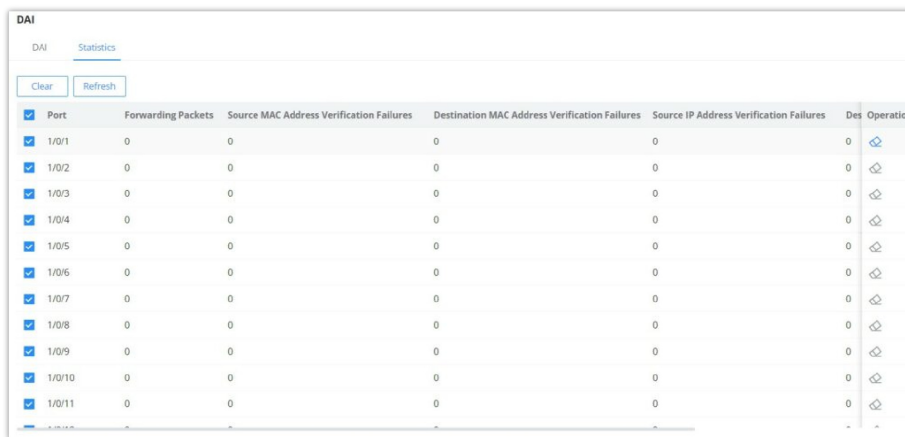 DAI
DAI Statistics
Clear Refresh
Port Forwarding Packets Source MAC Address Verification Failures Destination MAC Address Verification Failures Source IP Address Verification Failures Des Operatio
1/0/1 0 0 0 0 0
1/0/2 0 0 0 0 0
1/0/3 0 0 0 0 0
1/0/4 0 0 0 0 0
1/0/5 0 0 0 0 0
1/0/6 0 0 0 0 0
1/0/7 0 0 0 0 0
1/0/8 0 0 0 0 0
1/0/9 0 0 0 0 0
1/0/10 0 0 0 0 0
1/0/11 0 0 0 0 0